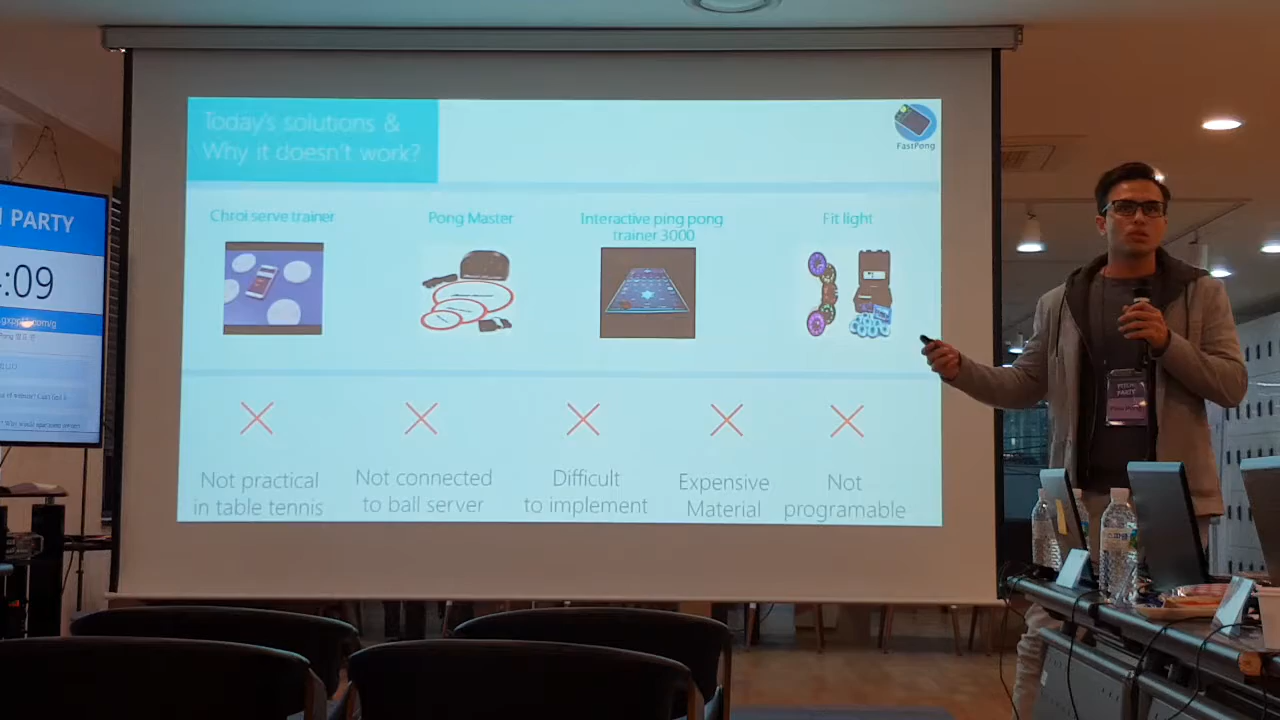 Today's solutions &
Why it doesn't work?
FastPong
Chroi serve trainer
Pong Master
Interactive ping pong
trainer 3000
Fit light
Not practical
in table tennis
Not connected
to ball server
Difficult
to implement
Expensive
Material
Not
programable
PARTY
:09
PITCH
PARTY